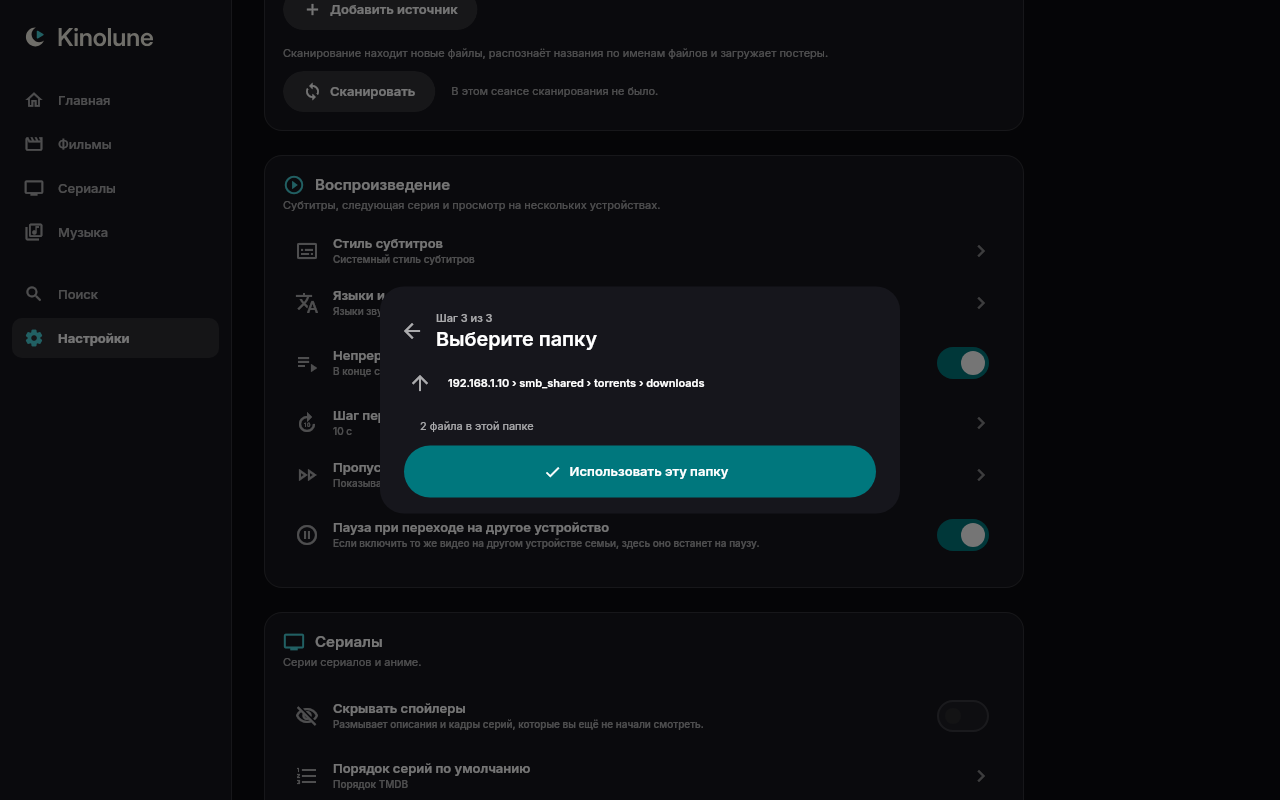 Kinolune
Главная
Фильмы
Сериалы
Музыка
Поиск
Настройки
Добавить источник
Сканирование находит новые файлы, распознаёт названия по именам файлов и загружает постеры.
Сканировать
В этом сеансе сканирования не было.
Воспроизведение
Субтитры, следующая серия и просмотр на нескольких устройствах.
Стиль субтитров
Системный стиль субтитров
Языки и
Языки зву
В конце с
10 с
Шаг 3 из 3
Выберите папку
192.168.1.10 › smb_shared › torrents › downloads
2 файла в этой папке
Использовать эту папку
Пауза при переходе на другое устройство
Если включить то же видео на другом устройстве семьи, здесь оно встанет на паузу.
Сериалы
Серии сериалов и аниме.
Скрывать спойлеры
Размывает описания и кадры серий, которые вы ещё не начали смотреть.
Порядок серий по умолчанию
Порядок TMDB